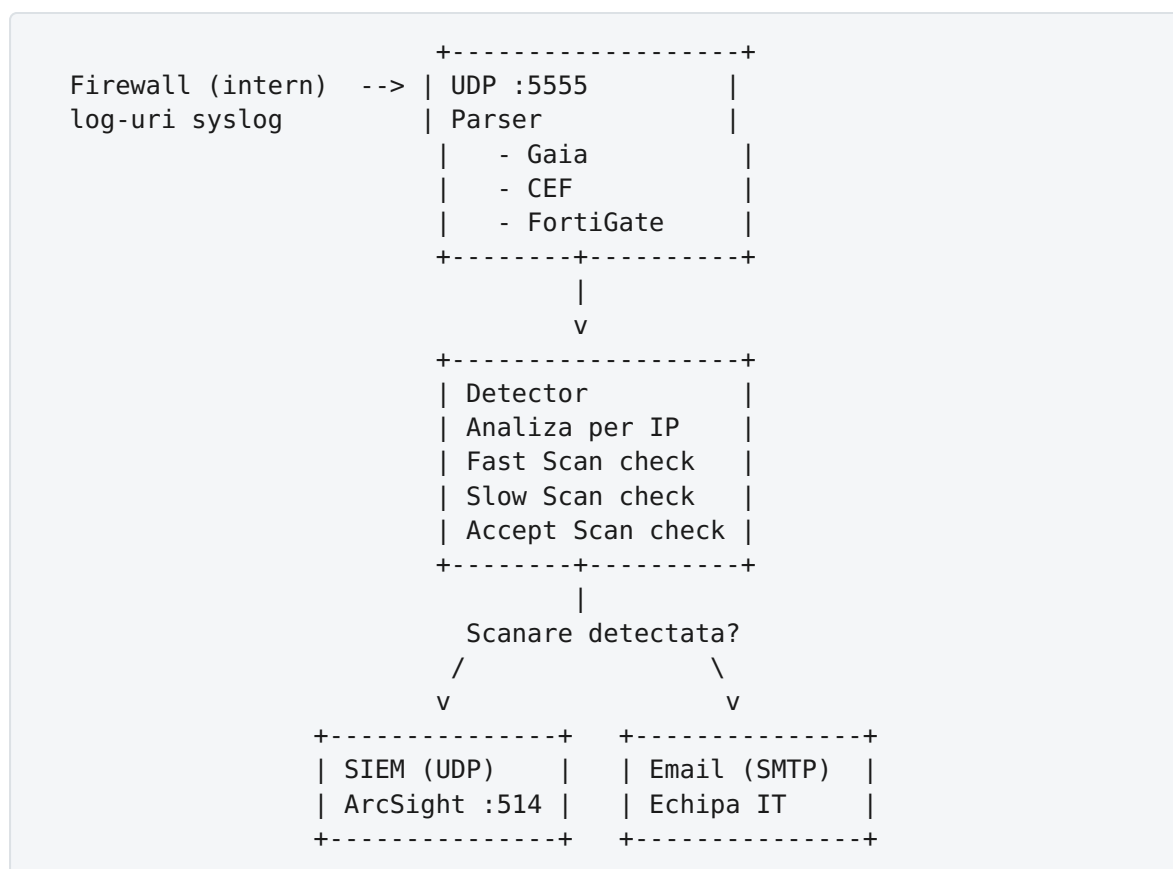 +-------------------+
Firewall (intern)  --> | UDP :5555         |
log-uri syslog         | Parser            |
|   - Gaia          |
|   - CEF           |
|   - FortiGate     |
+--------+----------+
|
v
+-------------------+
| Detector          |
| Analiza per IP    |
| Fast Scan check   |
| Slow Scan check   |
| Accept Scan check |
+--------+----------+
|
Scanare detectata?
/                \
v                  v
+---------------+   +---------------+
| SIEM (UDP)    |   | Email (SMTP)  |
| ArcSight :514 |   | Echipa IT     |
+---------------+   +---------------+